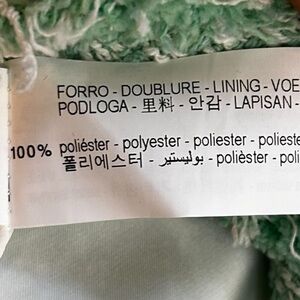 FORRO - DOUBLURE - LINING - VOE
PODLOGA - 里料 - 안감 - LAPISAN -
100% poliéster - polyester - poliester - polieste
폴리에스터 - بوليستير - polièster - poli